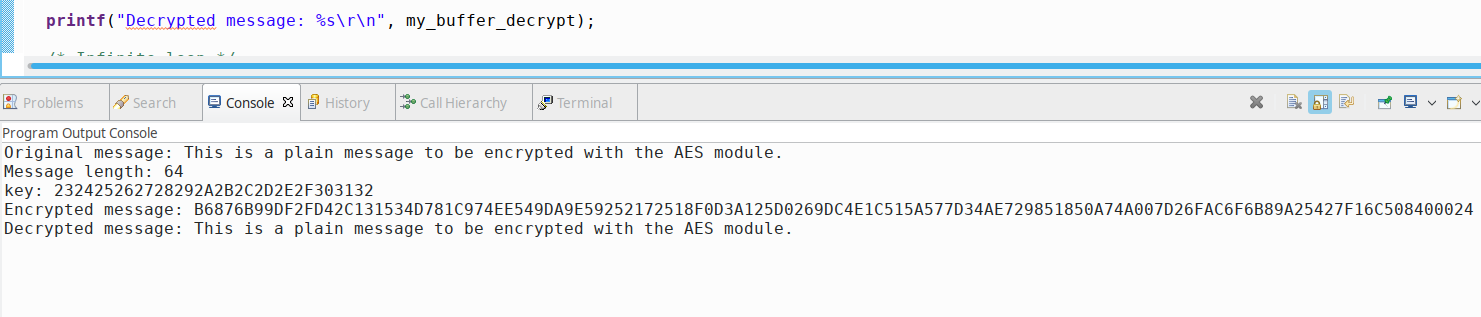 printf("Decrypted message: %s\r\n", my_buffer_decrypt);
/* Infinite loop */
Problems Search Console History Call Hierarchy Terminal
Program Output Console
Original message: This is a plain message to be encrypted with the AES module.
Message length: 64
key: 232425262728292A2B2C2D2E2F303132
Encrypted message: B6876B99DF2FD42C131534D781C974EE549DA9E59252172518F0D3A125D0269DC4E1C515A577D34AE729851850A74A007D26FAC6F6B89A25427F16C508400024
Decrypted message: This is a plain message to be encrypted with the AES module.